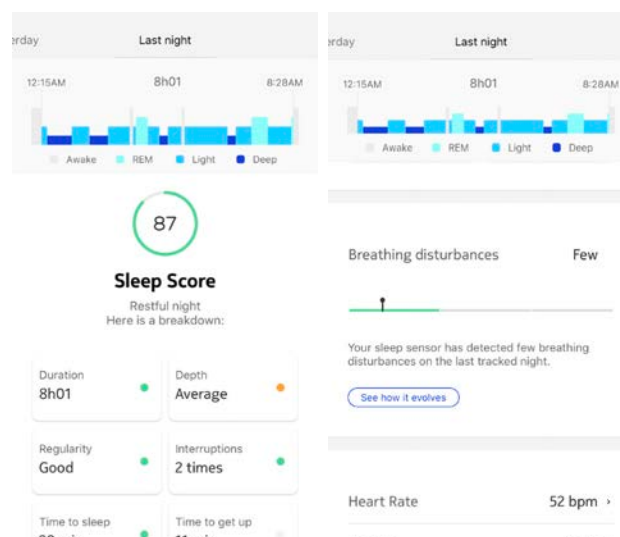 Last night
12:15AM 8h01 8:28AM
Awake REM Light Deep
87
Sleep Score
Restful night
Here is a breakdown:
Duration
8h01
Depth
Average
Regularity
Good
Interruptions
2 times
Time to sleep
Time to get up
Last night
12:15AM 8h01 8:28AM
Awake REM Light Deep
Breathing disturbances Few
Your sleep sensor has detected few breathing
disturbances on the last tracked night.
See how it evolves
Heart Rate 52 bpm ›